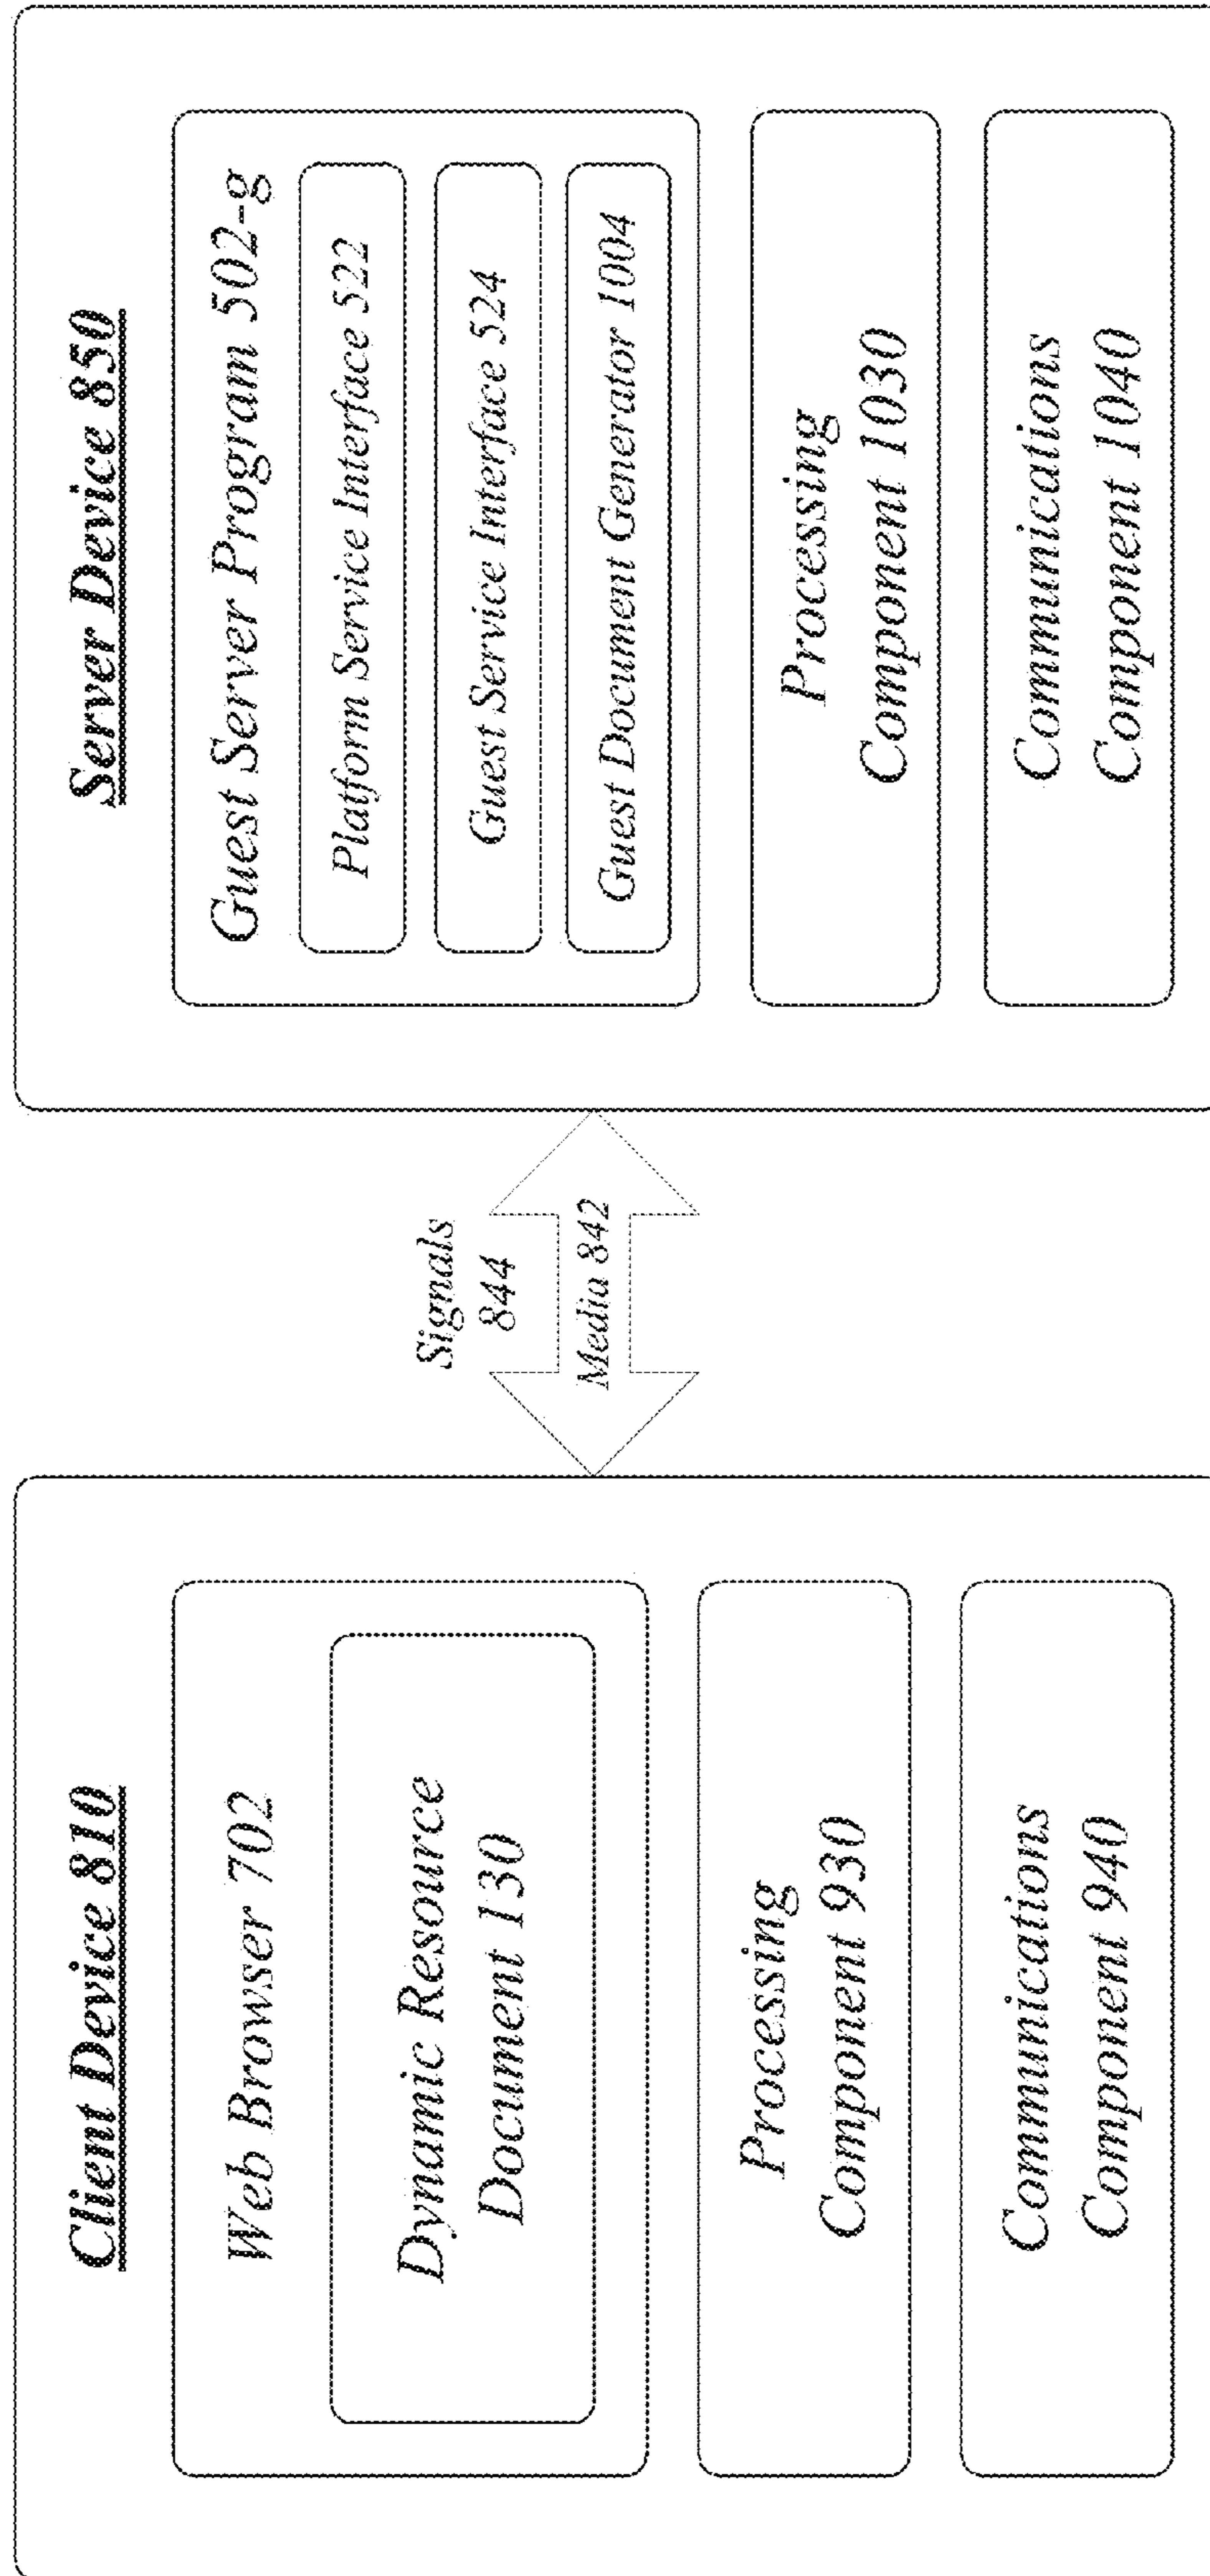 Client Device 810
Web Browser 702
Dynamic Resource
Document 130
Processing
Component 930
Communications
Component 940
Signals
844
Media 842
Server Device 850
Guest Server Program 502-g
Platform Service Interface 522
Guest Service Interface 524
Guest Document Generator 1004
Processing
Component 1030
Communications
Component 1040